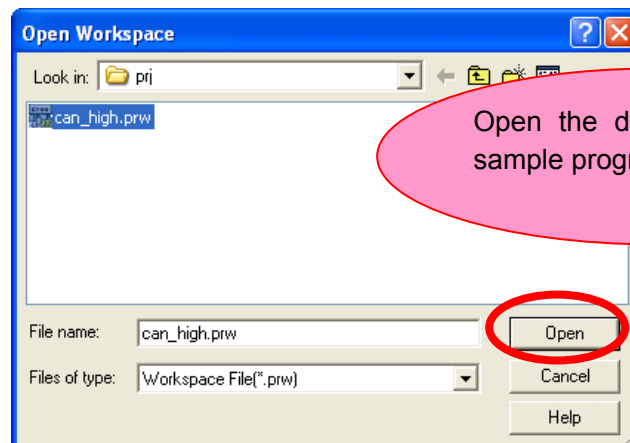 Open Workspace
Look in: prj
can_high.prw
Open the
sample
File name: can_high.prw Open
Files of type: Workspace File(*.prw) Cancel
Help